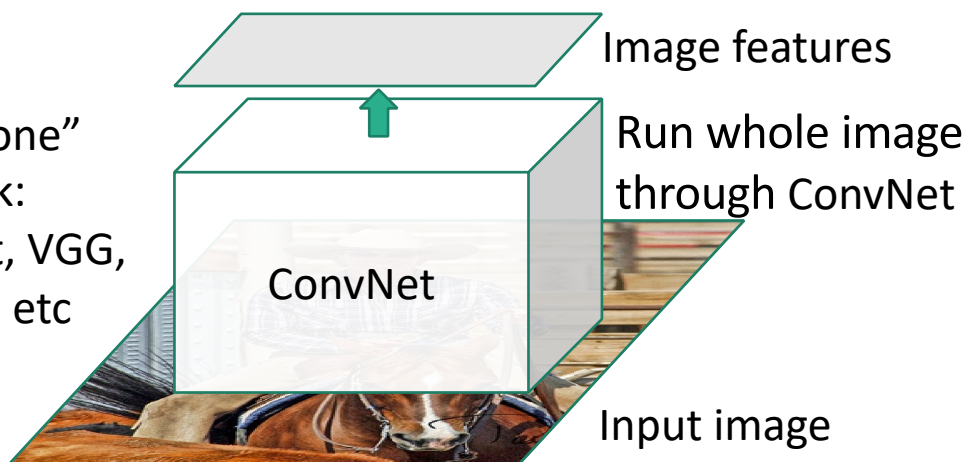 Image features
one”
Run whole image
k:
through ConvNet
t, VGG,
etc
ConvNet
Input image